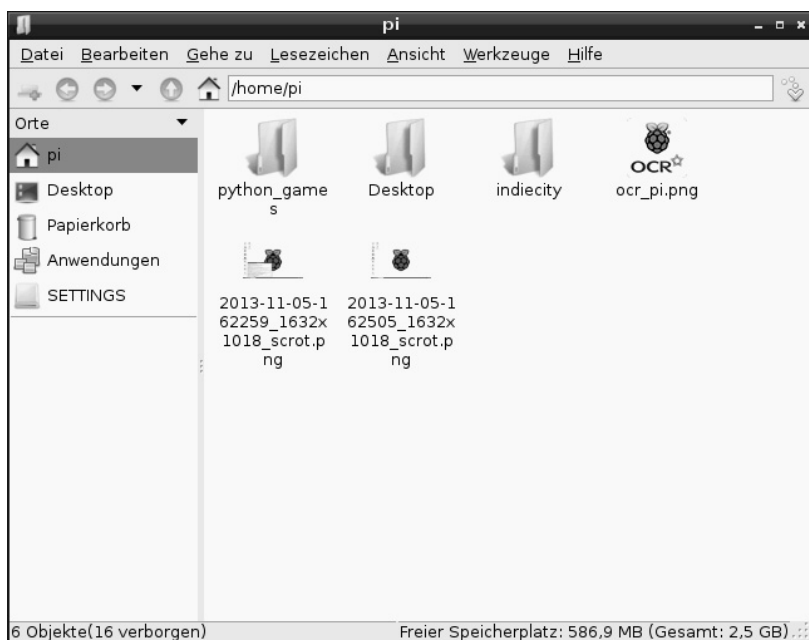 pi
Datei Bearbeiten Gehe zu Lesezeichen Ansicht Werkzeuge Hilfe
/home/pi
Orte
pi
Desktop
Papierkorb
Anwendungen
SETTINGS
python_game
s
Desktop
indiecity
OCR
ocr_pi.png
2013-11-05-1
62259_1632x
1018_scrot.p
ng
2013-11-05-1
62505_1632x
1018_scrot.p
ng
6 Objekte(16 verborgen)
Freier Speicherplatz: 586,9 MB (Gesamt: 2,5 GB)